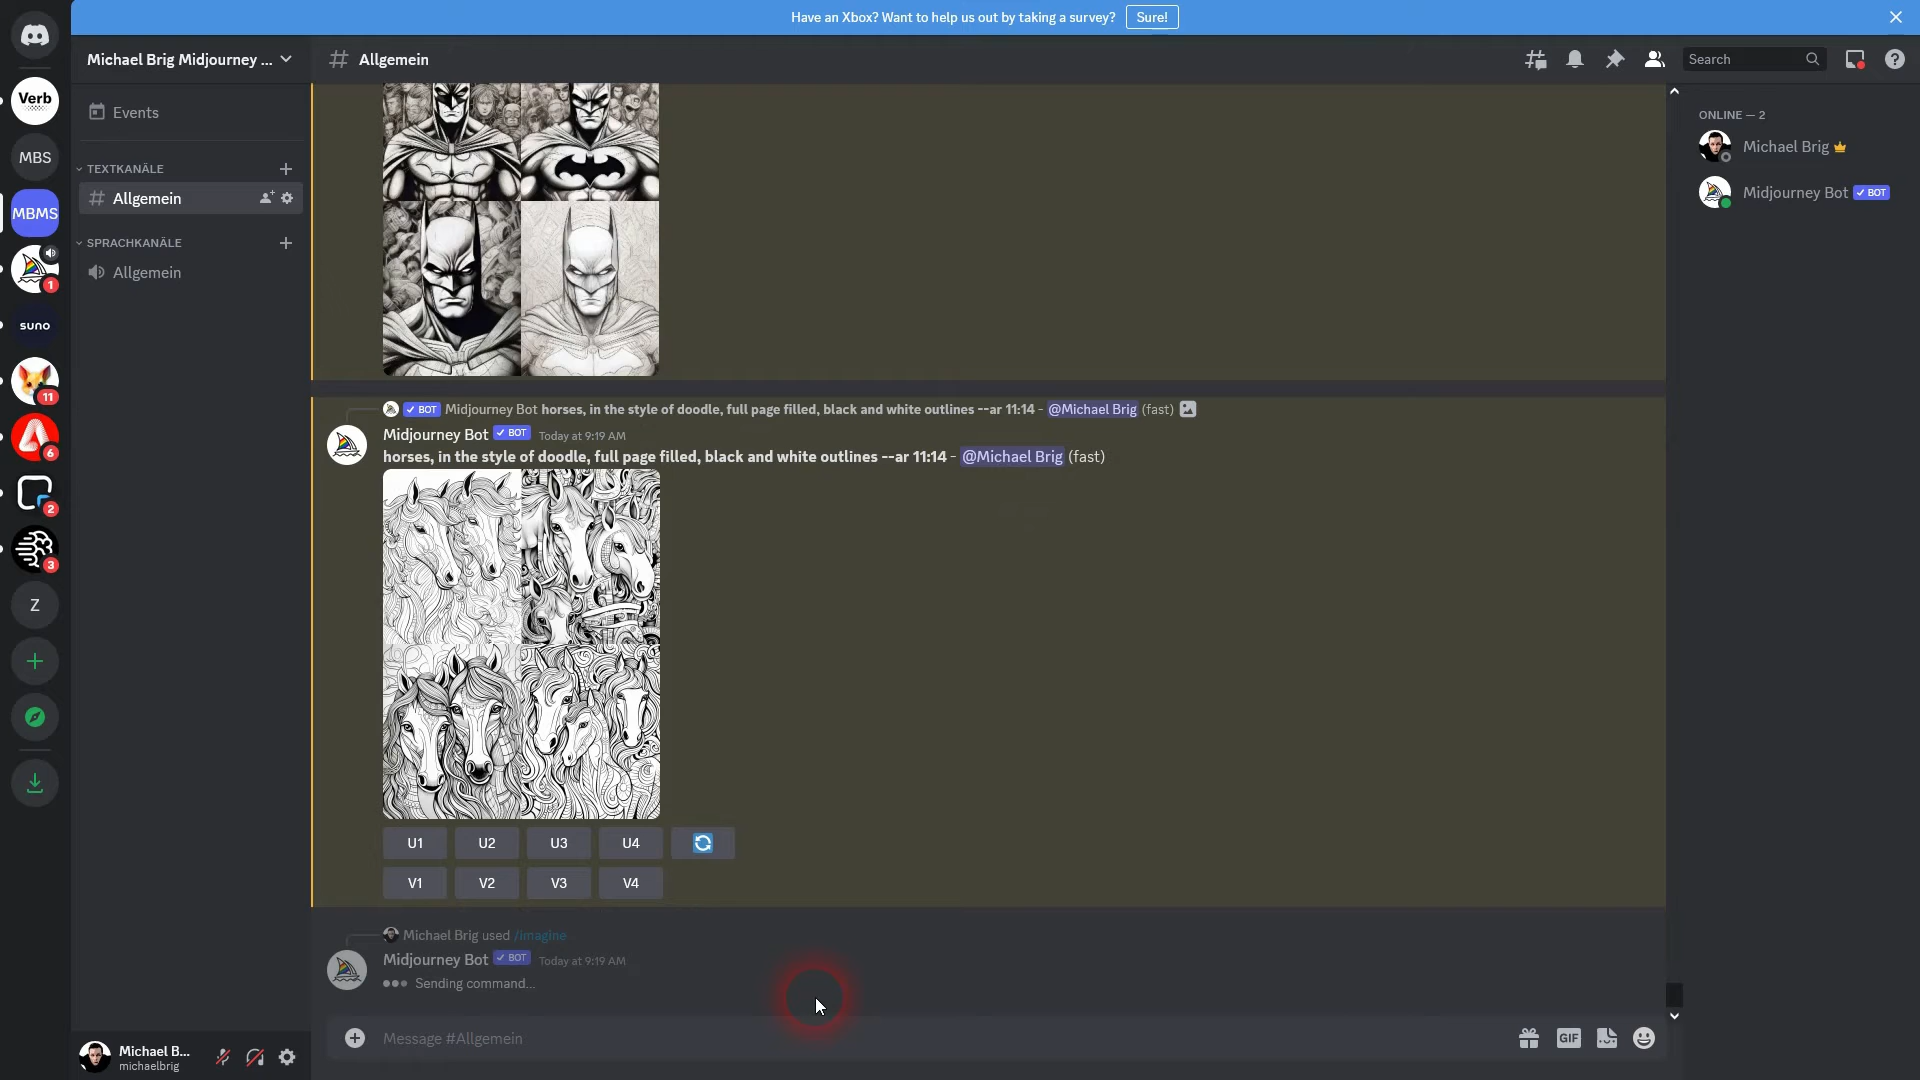 Have an Xbox? Want to help us out by taking a survey? Sure!
Michael Brig Midjourney ...
Allgemein
Search
Verb
MBS
MBMS
1
suno
11
6
2
3
Z
Events
TEXTKANÄLE
Allgemein
SPRACHKANÄLE
Allgemein
BOT Midjourney Bot horses, in the style of doodle, full page filled, black and white outlines --ar 11:14 - @Michael Brig (fast)
Midjourney Bot BOT Today at 9:19 AM
horses, in the style of doodle, full page filled, black and white outlines --ar 11:14 - @Michael Brig (fast)
U1 U2 U3 U4
V1 V2 V3 V4
Michael Brig used /imagine
Midjourney Bot BOT Today at 9:19 AM
Sending command...
Message #Allgemein
GIF
Michael B...
michaelbrig
ONLINE — 2
Michael Brig
Midjourney Bot BOT